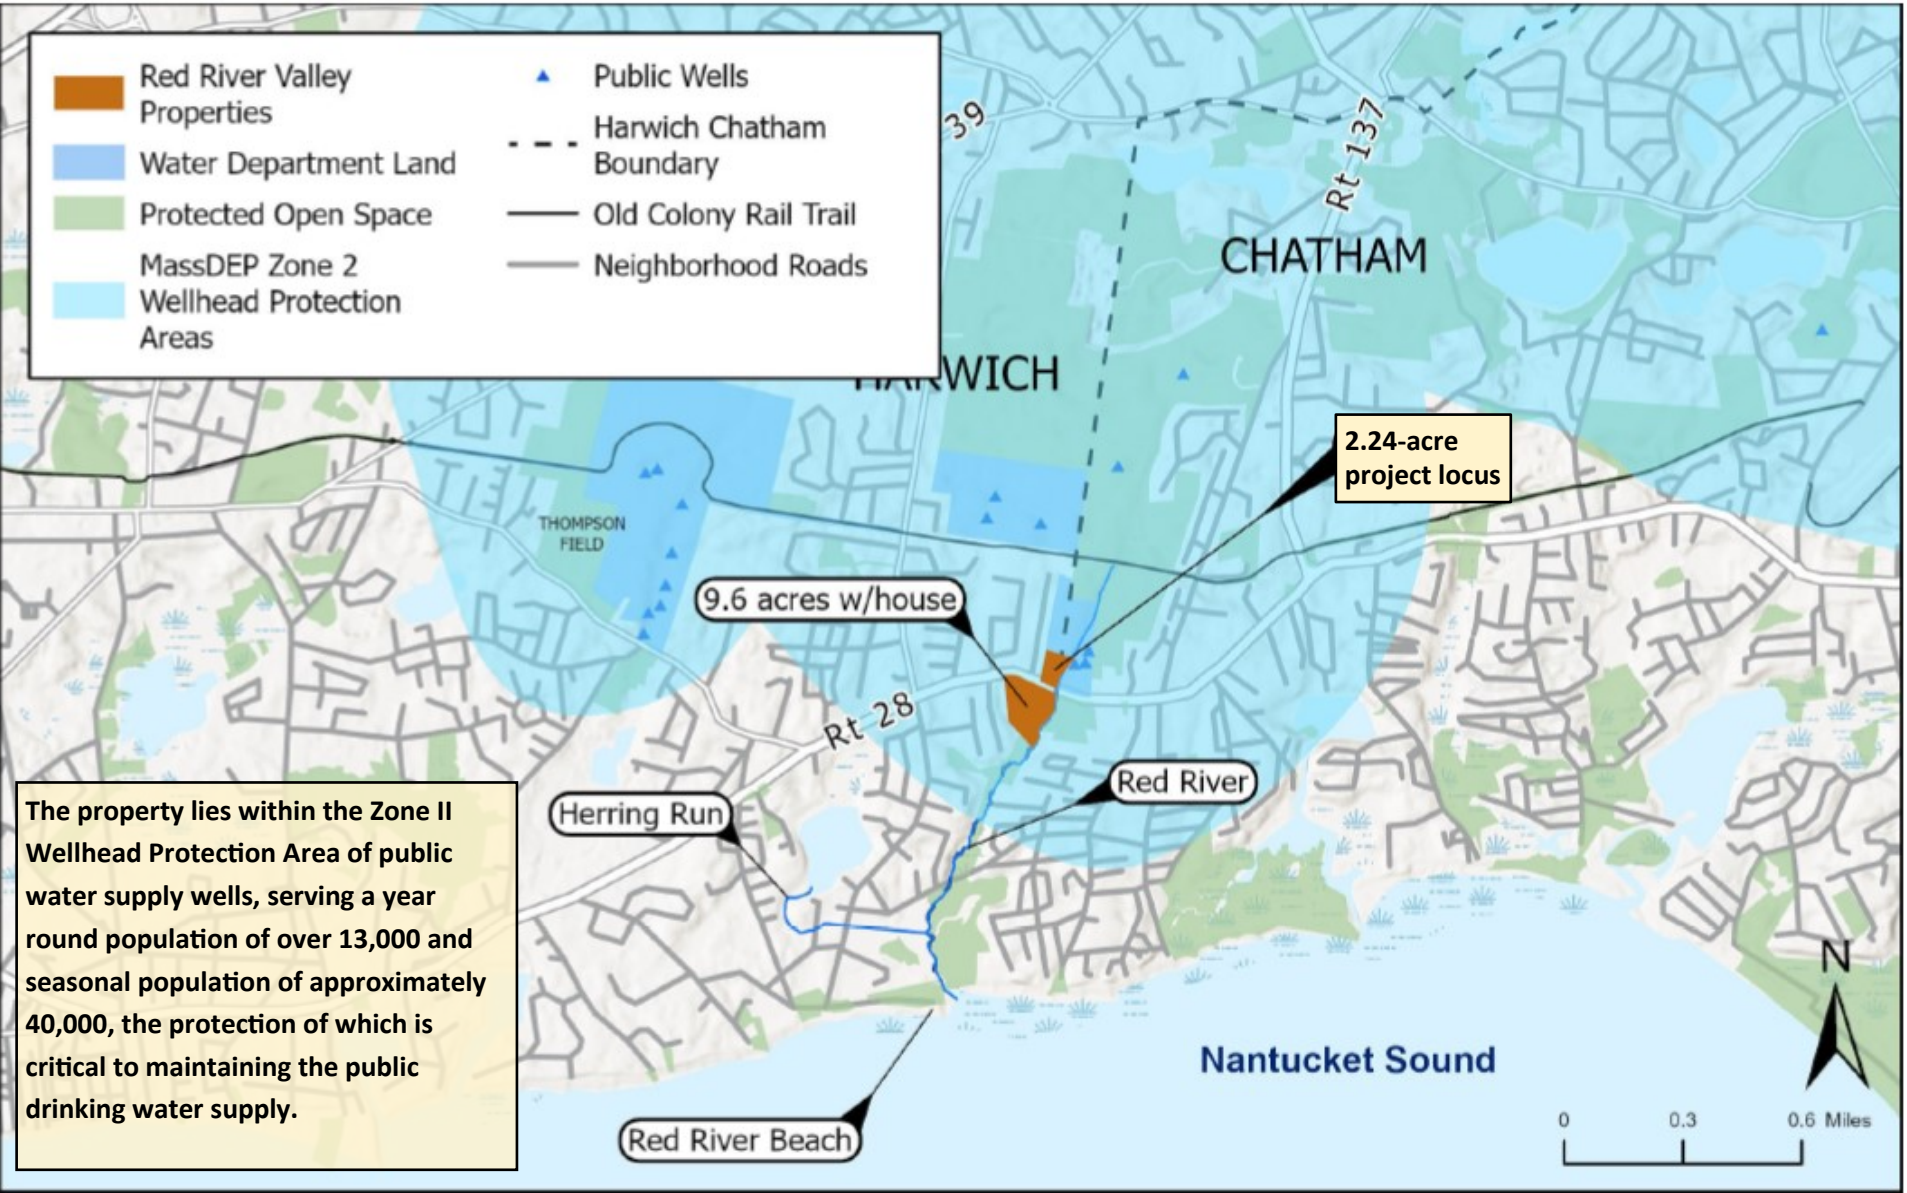 Red River Valley
Properties
Water Department Land
Protected Open Space
MassDEP Zone 2
Wellhead Protection
Areas
Public Wells
Harwich Chatham
Boundary
Old Colony Rail Trail
Neighborhood Roads
39
Rt 137
CHATHAM
HARWICH
2.24-acre
project locus
THOMPSON
FIELD
9.6 acres w/house
Rt 28
Red River
Herring Run
The property lies within the Zone II
Wellhead Protection Area of public
water supply wells, serving a year
round population of over 13,000 and
seasonal population of approximately
40,000, the protection of which is
critical to maintaining the public
drinking water supply.
Red River Beach
Nantucket Sound
N
0 0.3 0.6 Miles